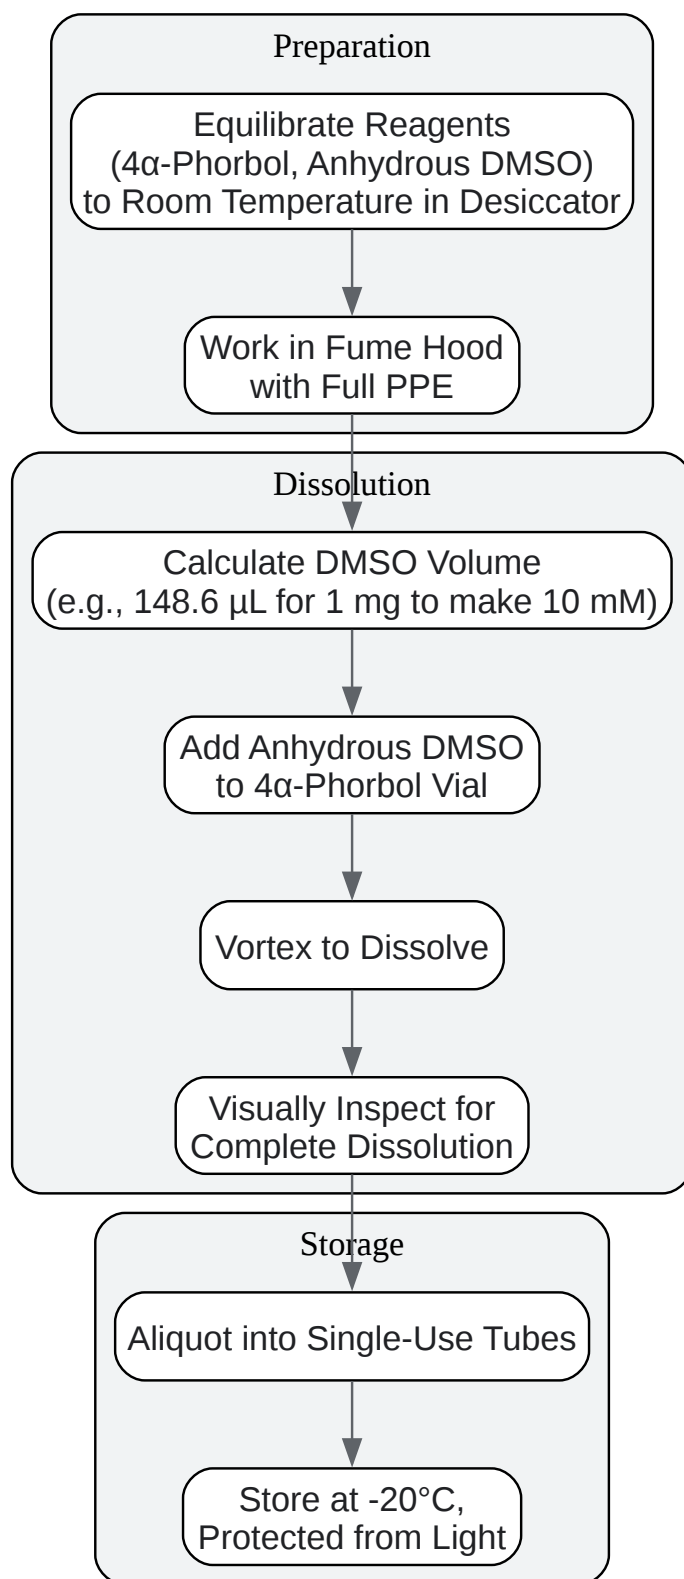 Preparation
Equilibrate Reagents
(4α-Phorbol, Anhydrous DMSO)
to Room Temperature in Desiccator
Work in Fume Hood
with Full PPE
Dissolution
Calculate DMSO Volume
(e.g., 148.6 µL for 1 mg to make 10 mM)
Add Anhydrous DMSO
to 4α-Phorbol Vial
Vortex to Dissolve
Visually Inspect for
Complete Dissolution
Storage
Aliquot into Single-Use Tubes
Store at -20°C,
Protected from Light